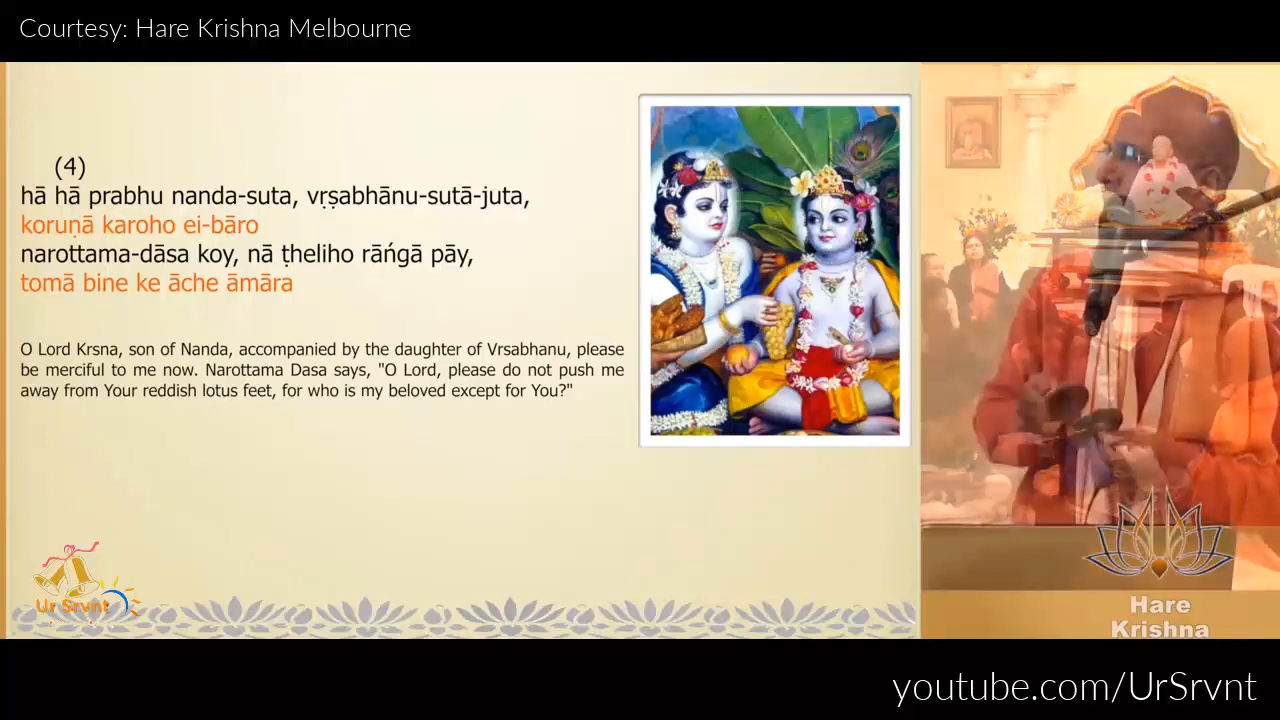 Courtesy: Hare Krishna Melbourne
(4)
hā hā prabhu nanda-suta, vṛṣabhānu-sutā-juta,
koruṇā karoho ei-bāro
narottama-dāsa koy, nā ṭheliho rāńgā pāy,
tomā bine ke āche āmāra
O Lord Krsna, son of Nanda, accompanied by the daughter of Vrsabhanu, please
be merciful to me now. Narottama Dasa says, "O Lord, please do not push me
away from Your reddish lotus feet, for who is my beloved except for You?"
Ur Srvnt
Hare
Krishna
youtube.com/UrSrvnt